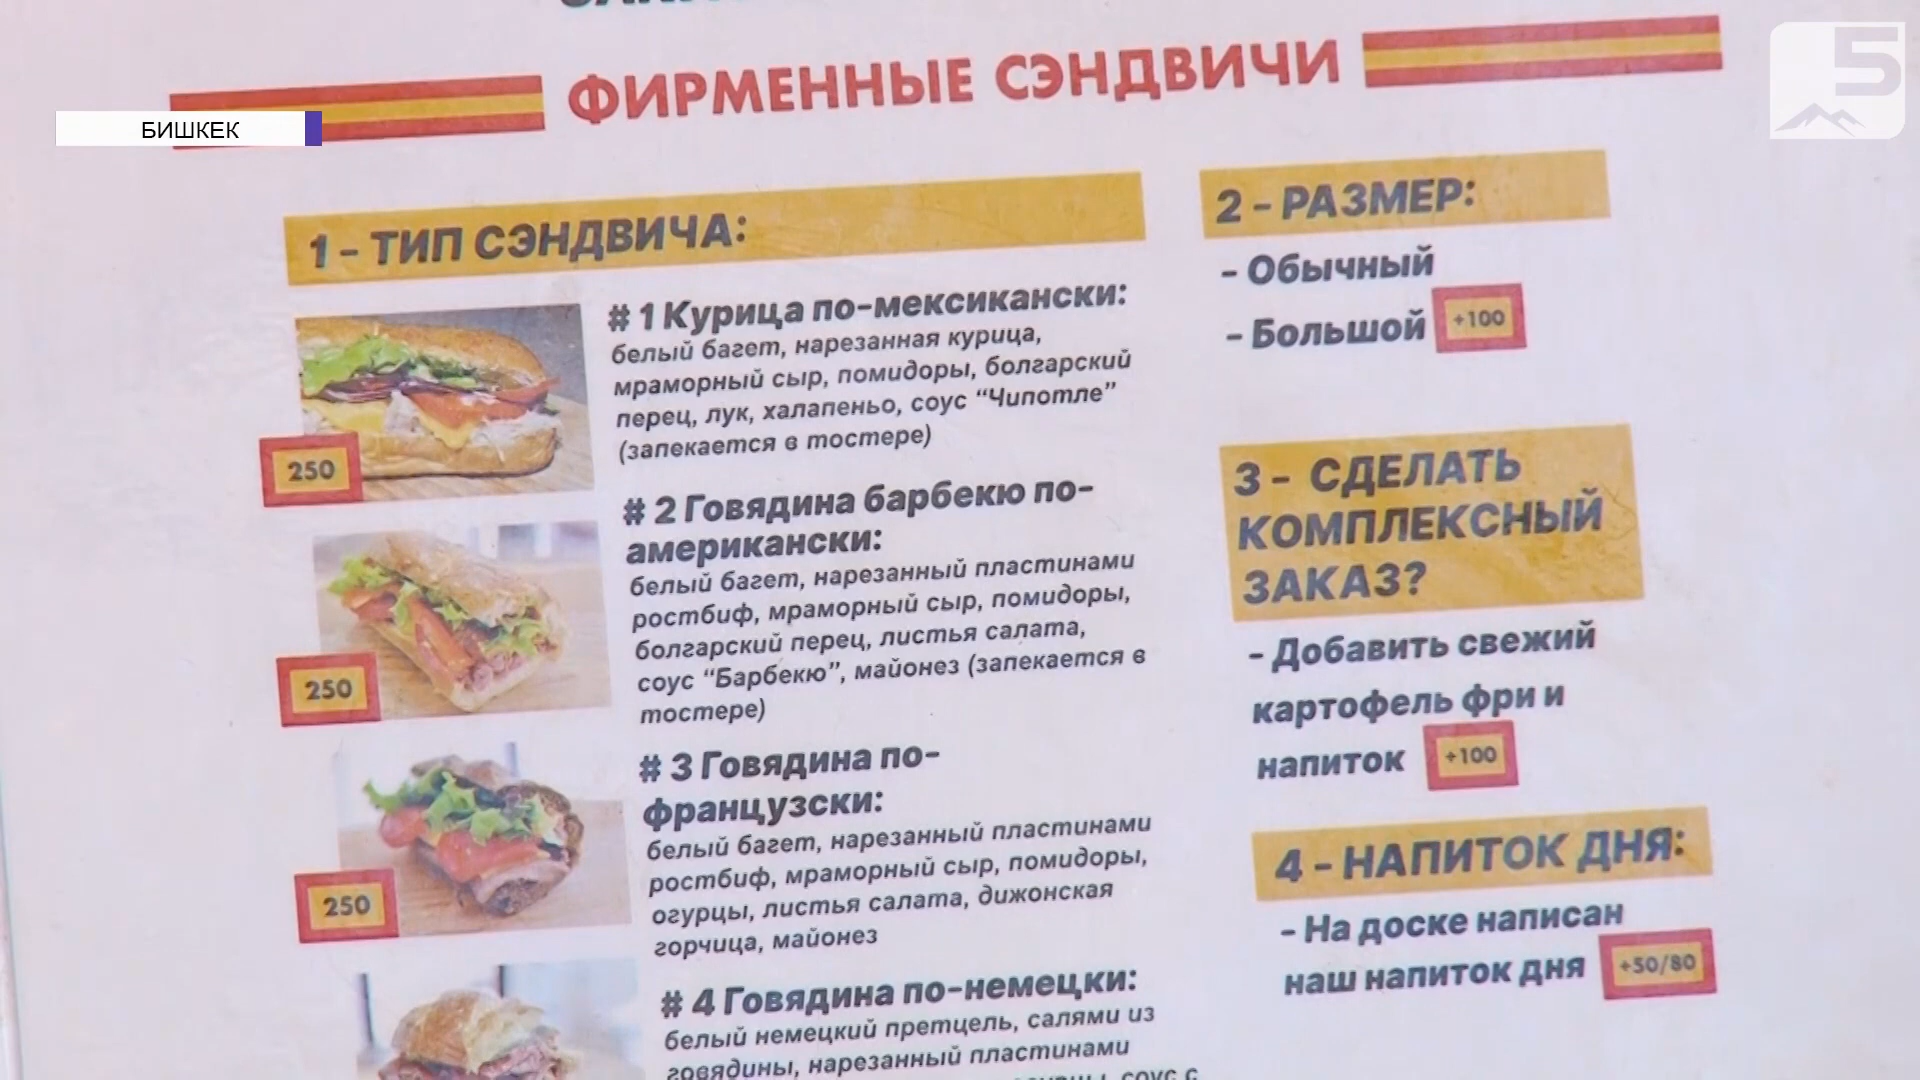 ФИРМЕННЫЕ СЭНДВИЧИ
5
БИШКЕК
1 - ТИП СЭНДВИЧА:
# 1 Курица по-мексикански:
белый багет, нарезанная курица,
мраморный сыр, помидоры, болгарский
перец, лук, халапеньо, соус “Чипотле”
(запекается в тостере)
250
# 2 Говядина барбекю по-
американски:
белый багет, нарезанный пластинами
ростбиф, мраморный сыр, помидоры,
болгарский перец, листья салата,
соус “Барбекю”, майонез (запекается в
тостере)
250
# 3 Говядина по-
французски:
белый багет, нарезанный пластинами
ростбиф, мраморный сыр, помидоры,
огурцы, листья салата, дижонская
горчица, майонез
250
# 4 Говядина по-немецки:
белый немецкий претцель, салями из
говядины, нарезанный пластинами
соус с
2 - РАЗМЕР:
- Обычный
- Большой +100
3 - СДЕЛАТЬ
КОМПЛЕКСНЫЙ
ЗАКАЗ?
- Добавить свежий
картофель фри и
напиток +100
4 - НАПИТОК ДНЯ:
- На доске написан
наш напиток дня +50/80